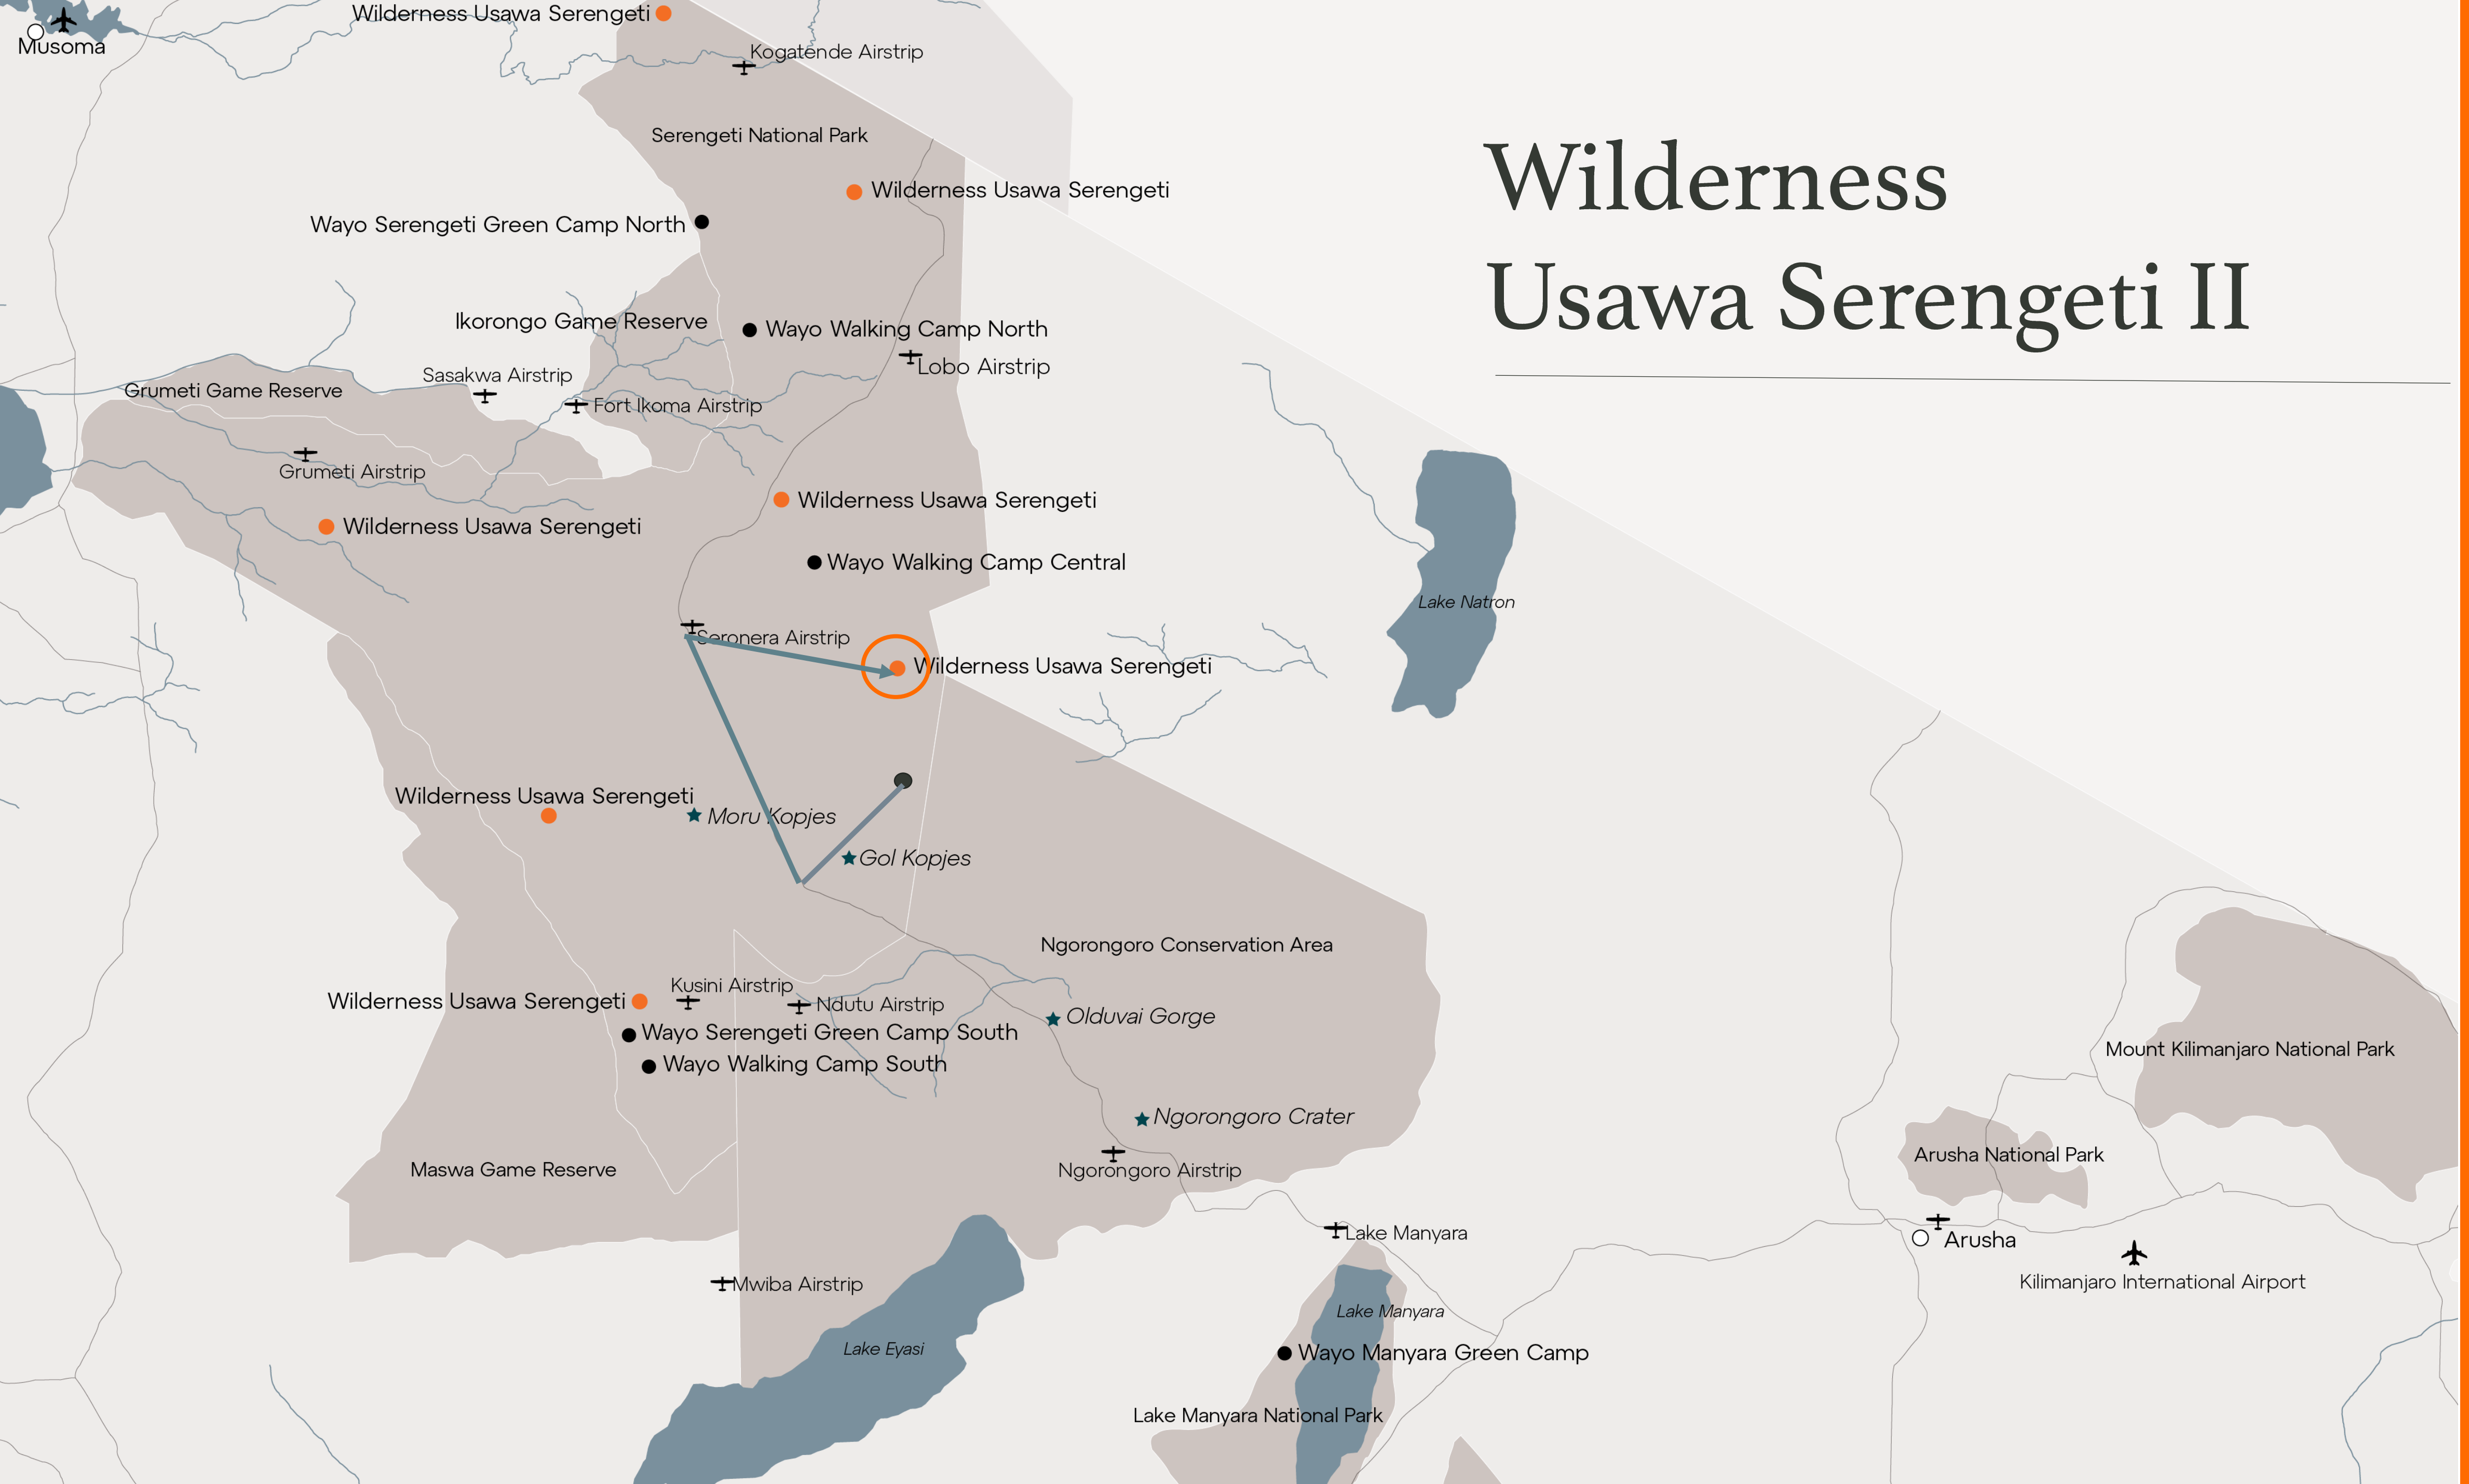 Wilderness Usawa Serengeti
Musoma
Kogatende Airstrip
Serengeti National Park
Wilderness
Usawa Serengeti II
Wilderness Usawa Serengeti
Wayo Serengeti Green Camp North
Ikorongo Game Reserve
Wayo Walking Camp North
Lobo Airstrip
Sasakwa Airstrip
Grumeti Game Reserve
Fort Ikoma Airstrip
Grumeti Airstrip
Wilderness Usawa Serengeti
Wilderness Usawa Serengeti
Wayo Walking Camp Central
Lake Natron
Seronera Airstrip
Wilderness Usawa Serengeti
Wilderness Usawa Serengeti
Moru Kopjes
Gol Kopjes
Ngorongoro Conservation Area
Kusini Airstrip
Wilderness Usawa Serengeti
Ndutu Airstrip
Olduvai Gorge
Wayo Serengeti Green Camp South
Mount Kilimanjaro National Park
Wayo Walking Camp South
Ngorongoro Crater
Arusha National Park
Maswa Game Reserve
Ngorongoro Airstrip
Lake Manyara
Arusha
Kilimanjaro International Airport
Mwiba Airstrip
Lake Manyara
Lake Eyasi
Wayo Manyara Green Camp
Lake Manyara National Park